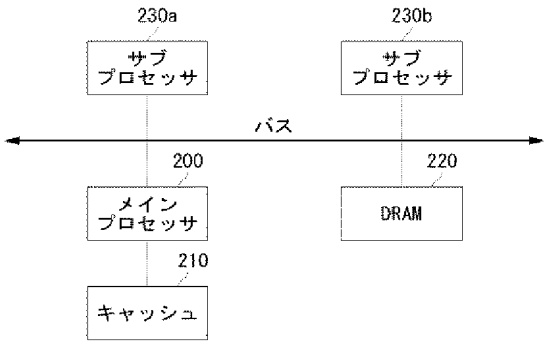 230a
230b
サブ
プロセッサ
サブ
プロセッサ
バス
200
220
メイン
プロセッサ
DRAM
210
キャッシュ